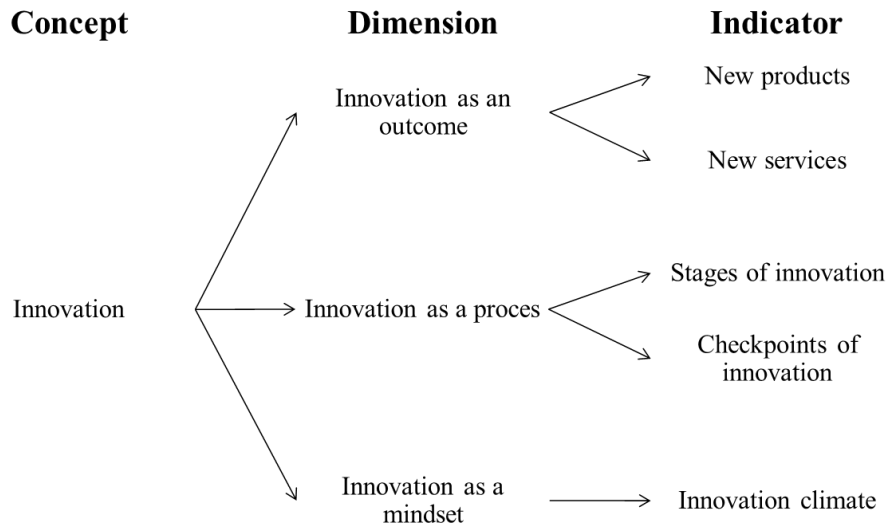 Concept Dimension Indicator
New products
Innovation as an
outcome
New services
Stages of innovation
Innovation Innovation as a proces
Checkpoints of
innovation
Innovation as a
mindset
Innovation climate